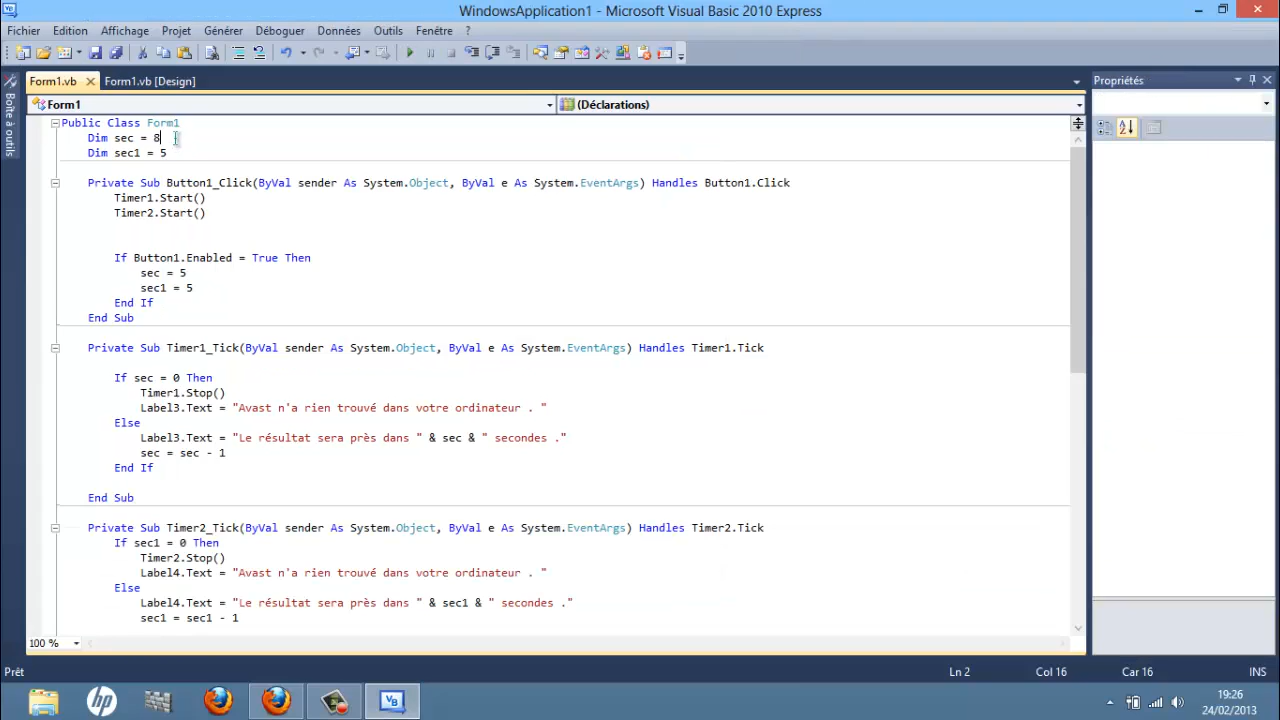 WindowsApplication1 - Microsoft Visual Basic 2010 Express
Fichier Edition Affichage Projet Générer Déboguer Données Outils Fenêtre ?
Form1.vb Form1.vb [Design]
Propriétés
Boîte à outils
Form1 (Déclarations)
Public Class Form1
Dim sec = 8
Dim sec1 = 5
Private Sub Button1_Click(ByVal sender As System.Object, ByVal e As System.EventArgs) Handles Button1.Click
Timer1.Start()
Timer2.Start()
If Button1.Enabled = True Then
sec = 5
sec1 = 5
End If
End Sub
Private Sub Timer1_Tick(ByVal sender As System.Object, ByVal e As System.EventArgs) Handles Timer1.Tick
If sec = 0 Then
Timer1.Stop()
Label3.Text = "Avast n'a rien trouvé dans votre ordinateur . "
Else
Label3.Text = "Le résultat sera près dans " & sec & " secondes ."
sec = sec - 1
End If
End Sub
Private Sub Timer2_Tick(ByVal sender As System.Object, ByVal e As System.EventArgs) Handles Timer2.Tick
If sec1 = 0 Then
Timer2.Stop()
Label4.Text = "Avast n'a rien trouvé dans votre ordinateur . "
Else
Label4.Text = "Le résultat sera près dans " & sec1 & " secondes ."
sec1 = sec1 - 1
100 %
Prêt Ln 2 Col 16 Car 16 INS
hp VB 19:26
24/02/2013